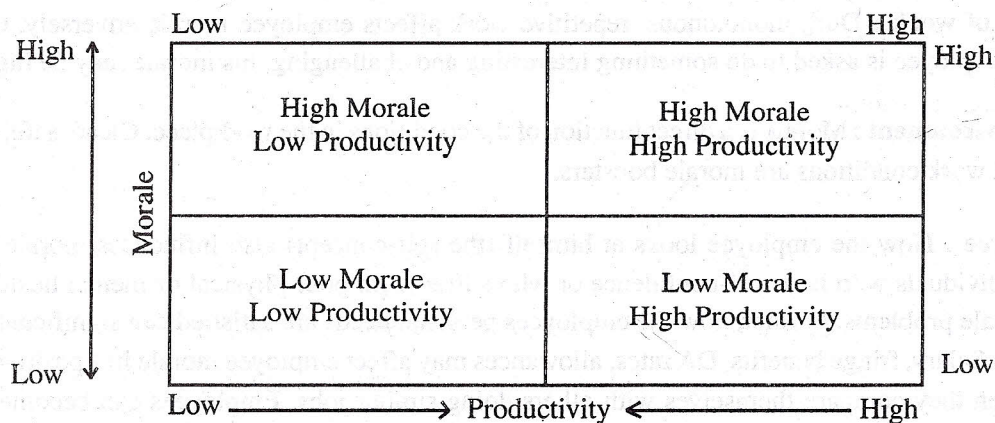 Low High
High High
High Morale High Morale
Low Productivity High Productivity
Morale
Low Morale Low Morale
Low Productivity High Productivity
Low Low
Low Productivity High